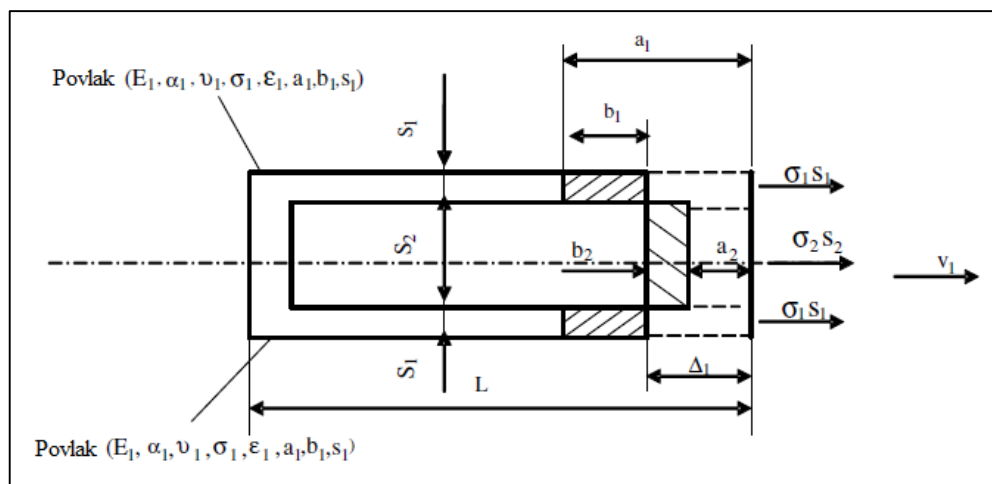 a₁
Povlak (E₁, α₁, υ₁, σ₁, ε₁, a₁, b₁, s₁)
b₁
S₁
σ₁s₁
S₂
b₂
a₂
σ₂s₂
v₁
σ₁s₁
S₁
Δ₁
L
Povlak (E₁, α₁, υ₁, σ₁, ε₁, a₁, b₁, s₁)